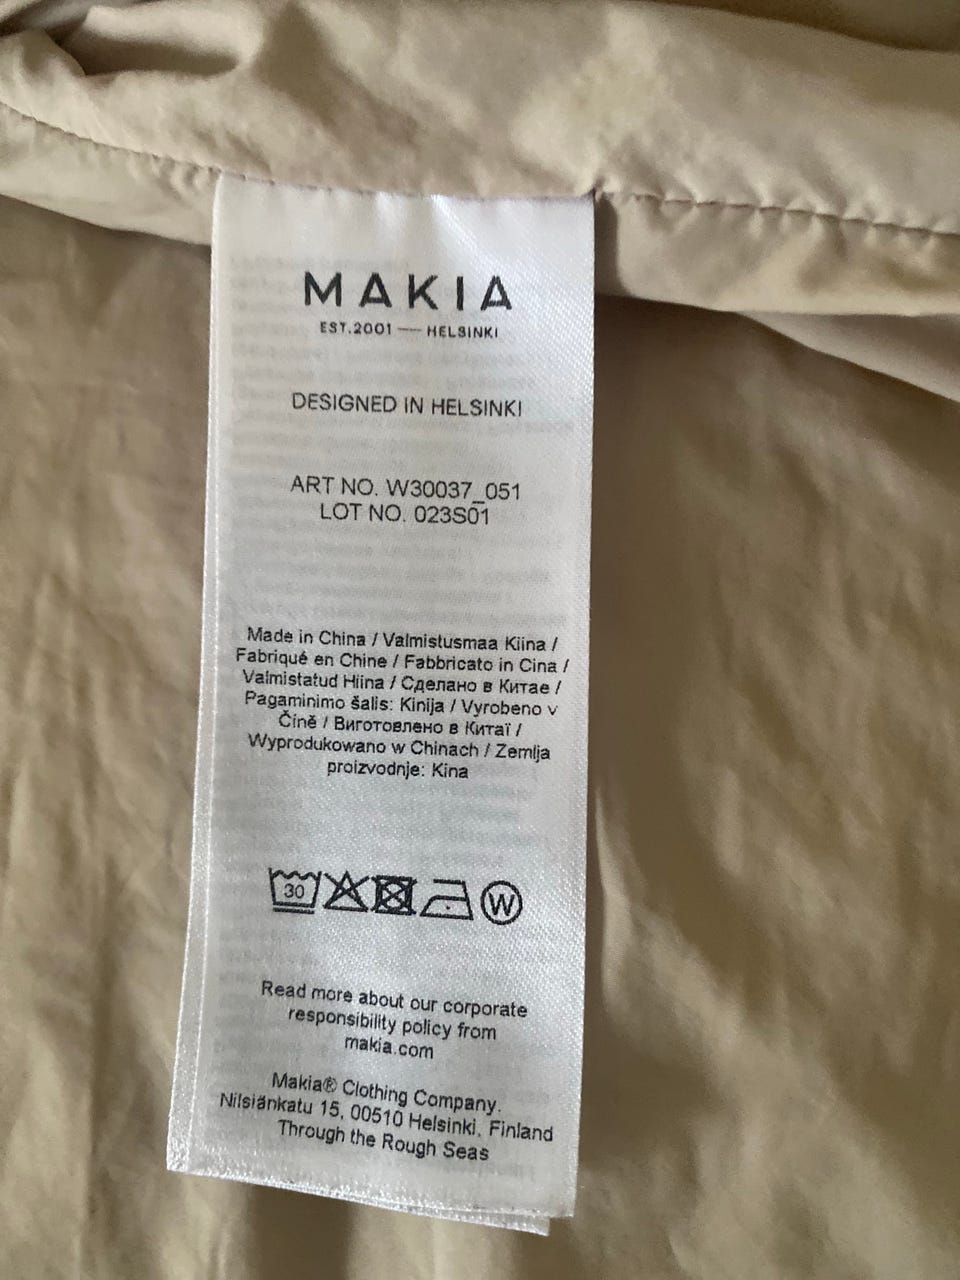 MAKIA
EST.2001 — HELSINKI
DESIGNED IN HELSINKI
ART NO. W30037_051
LOT NO. 023S01
Made in China / Valmistusmaa Kiina /
Fabriqué en Chine / Fabbricato in Cina /
Valmistatud Hiina / Сделано в Китае /
Pagaminimo šalis: Kinija / Vyrobeno v
Číně / Виготовлено в Китаї /
Wyprodukowano w Chinach / Zemlja
proizvodnje: Kina
30 W
Read more about our corporate
responsibility policy from
makia.com
Makia® Clothing Company.
Nilsiänkatu 15, 00510 Helsinki, Finland
Through the Rough Seas